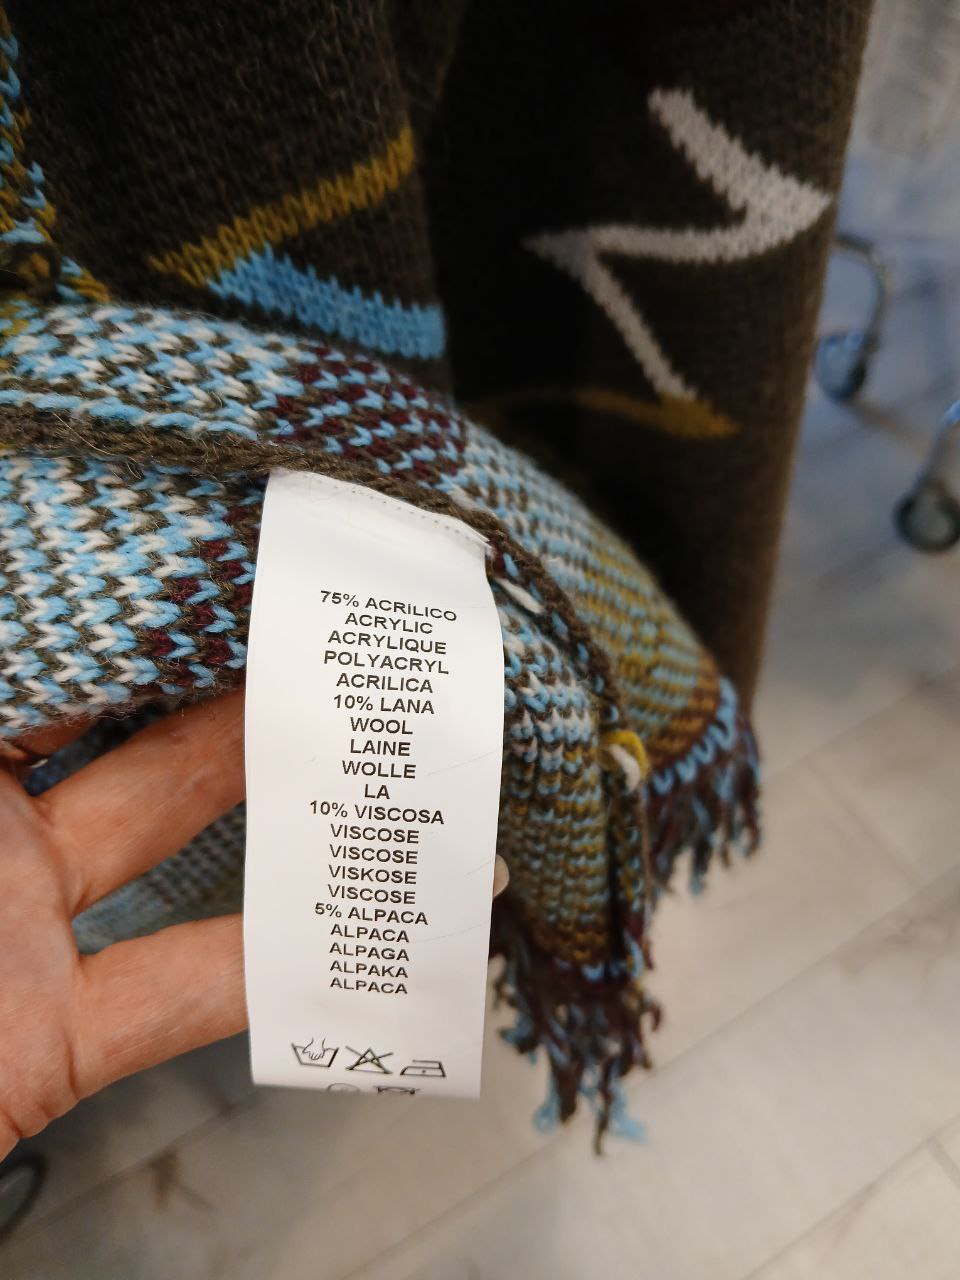 75% ACRÍLICO
ACRYLIC
ACRYLIQUE
POLYACRYL
ACRILICA
10% LANA
WOOL
LAINE
WOLLE
LA
10% VISCOSA
VISCOSE
VISCOSE
VISKOSE
VISCOSE
5% ALPACA
ALPACA
ALPAGA
ALPAKA
ALPACA